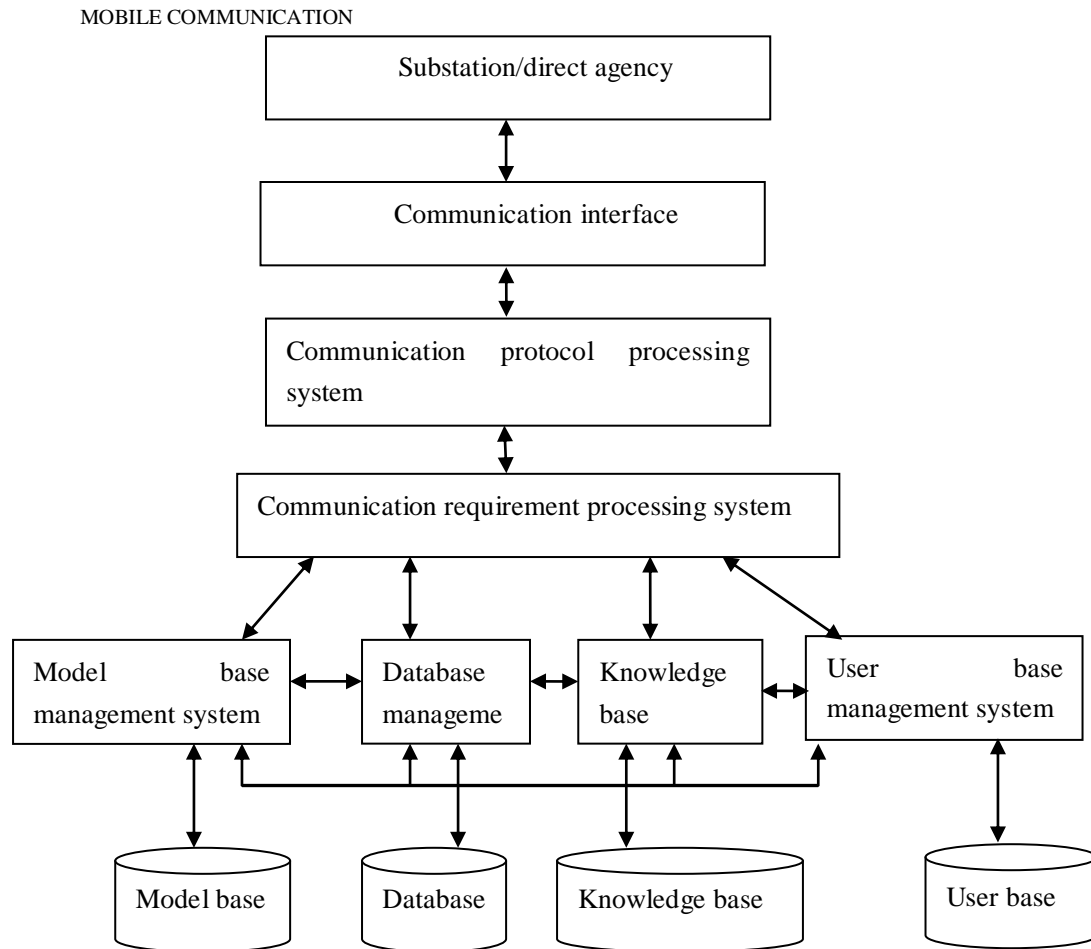 MOBILE COMMUNICATION
Substation/direct agency
Communication interface
Communication protocol processing
system
Communication requirement processing system
Model base
management system
Database
manageme
Knowledge
base
User base
management system
Model base
Database
Knowledge base
User base